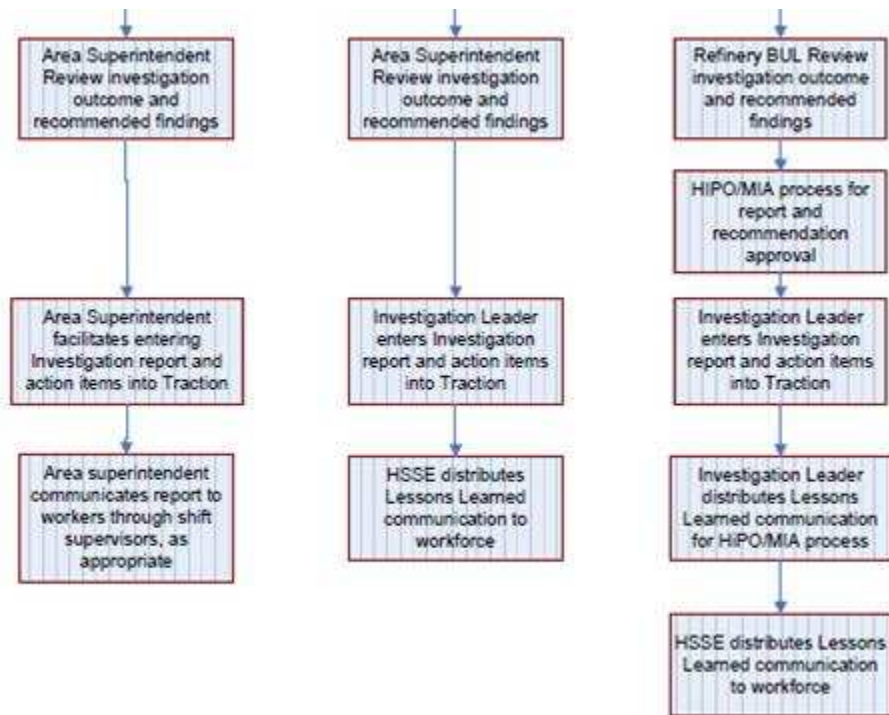 Area Superintendent
Review investigation
outcome and
recommended findings
Area Superintendent
facilitates entering
Investigation report and
action items into Traction
Area superintendent
communicates report to
workers through shift
supervisors, as
appropriate
Area Superintendent
Review investigation
outcome and
recommended findings
Investigation Leader
enters Investigation
report and action items
into Traction
HSSE distributes
Lessons Learned
communication to
workforce
Refinery BUL Review
investigation outcome
and recommended
findings
HIPO/MIA process for
report and
recommendation
approval
Investigation Leader
enters Investigation
report and action items
into Traction
Investigation Leader
distributes Lessons
Learned communication
for HiPO/MIA process
HSSE distributes Lessons
Learned communication
to workforce